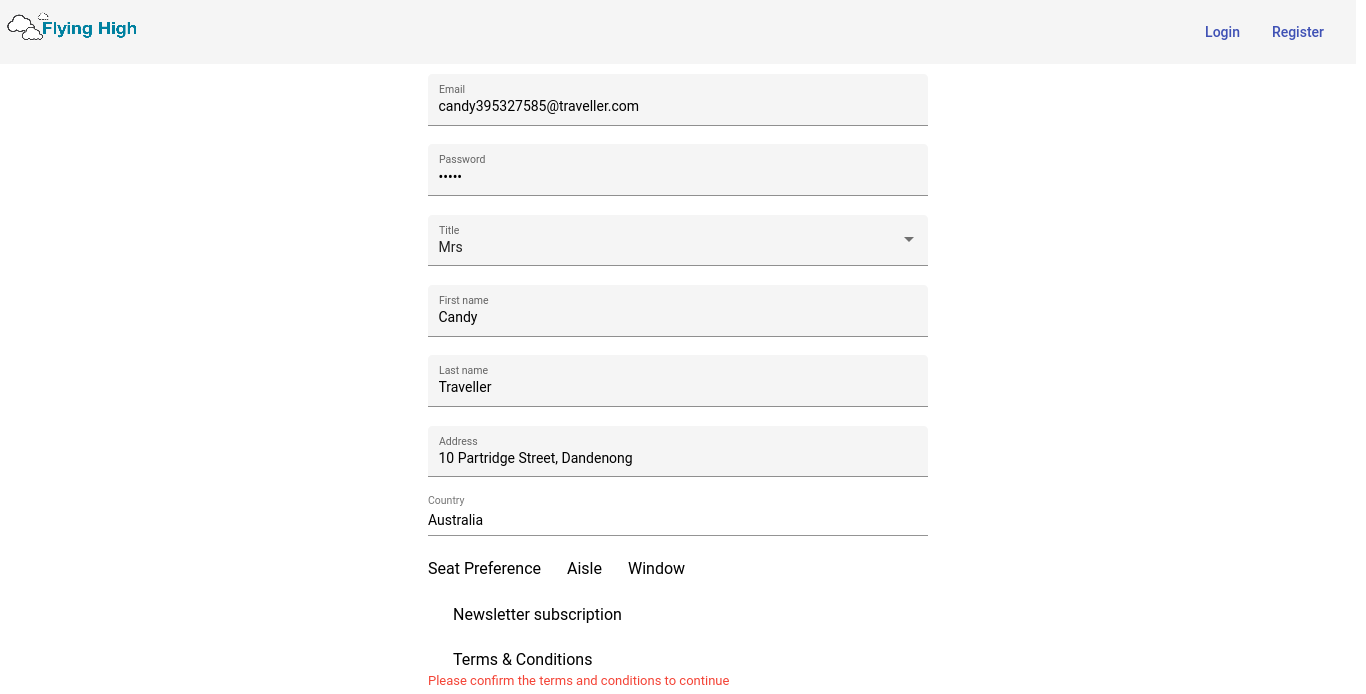 Flying High
Login Register
Email
candy395327585@traveller.com
Password
•••••
Title
Mrs
First name
Candy
Last name
Traveller
Address
10 Partridge Street, Dandenong
Country
Australia
Seat Preference Aisle Window
Newsletter subscription
Terms & Conditions
Please confirm the terms and conditions to continue